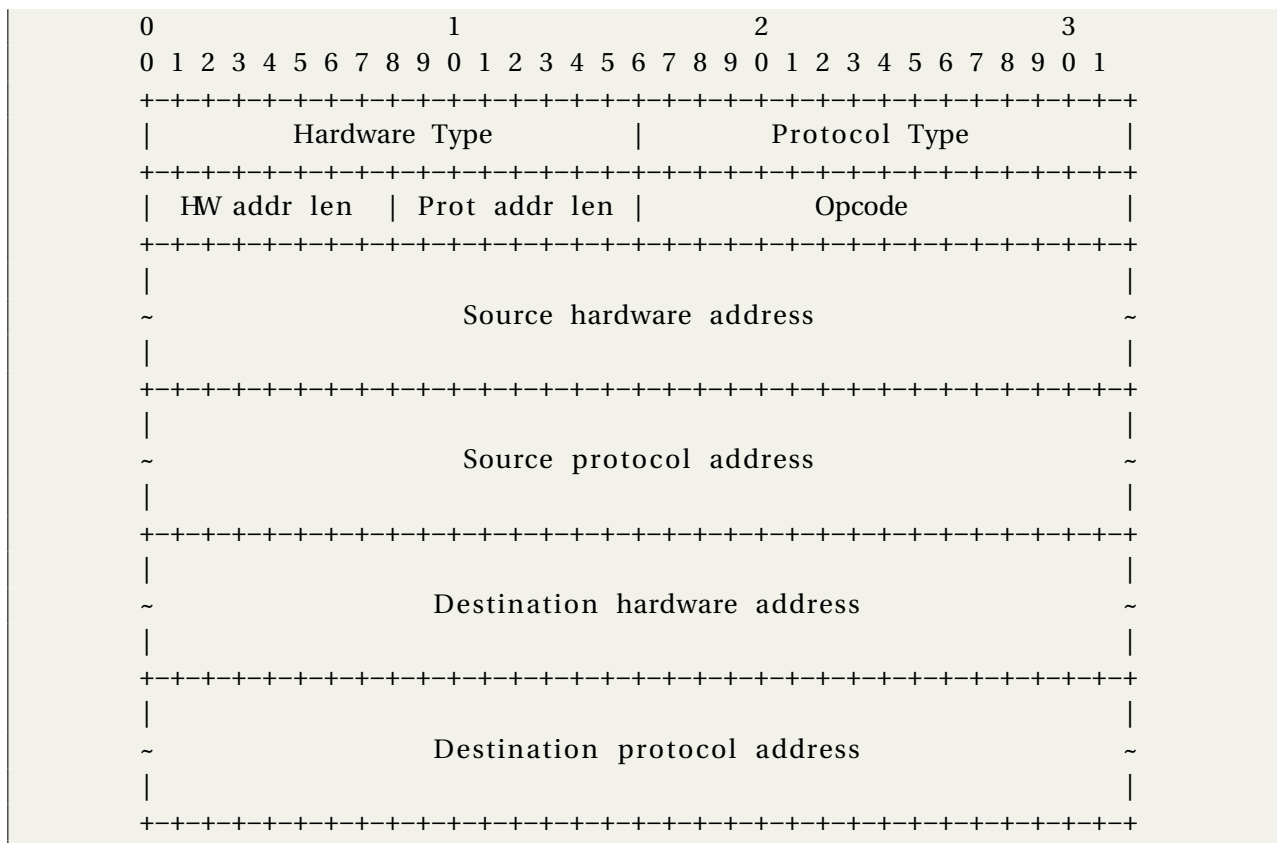 0                   1                   2                   3
0 1 2 3 4 5 6 7 8 9 0 1 2 3 4 5 6 7 8 9 0 1 2 3 4 5 6 7 8 9 0 1
+-+-+-+-+-+-+-+-+-+-+-+-+-+-+-+-+-+-+-+-+-+-+-+-+-+-+-+-+-+-+-+-+
|         Hardware Type         |         Protocol Type         |
+-+-+-+-+-+-+-+-+-+-+-+-+-+-+-+-+-+-+-+-+-+-+-+-+-+-+-+-+-+-+-+-+
|  HW addr len  | Prot addr len |            Opcode             |
+-+-+-+-+-+-+-+-+-+-+-+-+-+-+-+-+-+-+-+-+-+-+-+-+-+-+-+-+-+-+-+-+
|                                                               |
~                    Source hardware address                    ~
|                                                               |
+-+-+-+-+-+-+-+-+-+-+-+-+-+-+-+-+-+-+-+-+-+-+-+-+-+-+-+-+-+-+-+-+
|                                                               |
~                    Source protocol address                    ~
|                                                               |
+-+-+-+-+-+-+-+-+-+-+-+-+-+-+-+-+-+-+-+-+-+-+-+-+-+-+-+-+-+-+-+-+
|                                                               |
~                  Destination hardware address                 ~
|                                                               |
+-+-+-+-+-+-+-+-+-+-+-+-+-+-+-+-+-+-+-+-+-+-+-+-+-+-+-+-+-+-+-+-+
|                                                               |
~                  Destination protocol address                 ~
|                                                               |
+-+-+-+-+-+-+-+-+-+-+-+-+-+-+-+-+-+-+-+-+-+-+-+-+-+-+-+-+-+-+-+-+